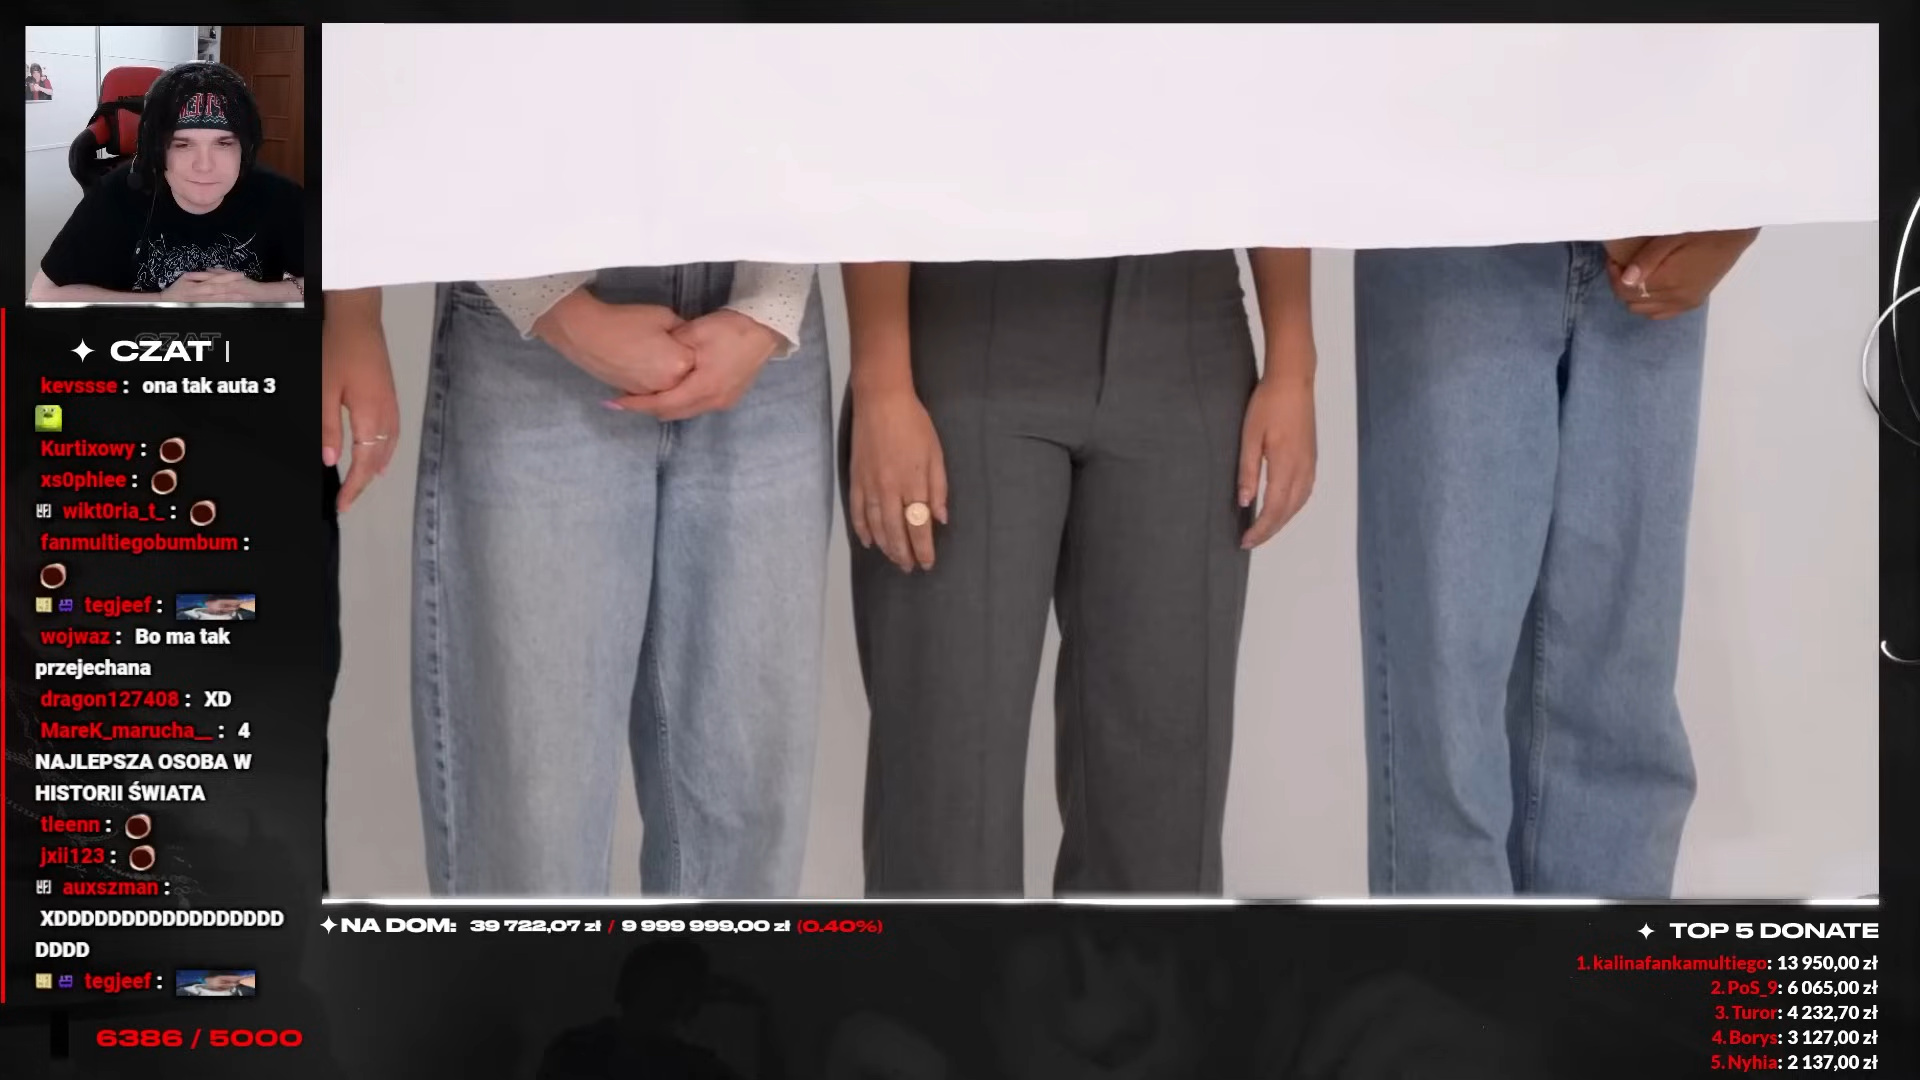 CZAT |
kevssse : ona tak auta 3
Kurtixowy :
xs0phiee :
wikt0ria_t_ :
fanmultiegobumbum :
tegjeef :
wojwaz : Bo ma tak
przejechana
dragon127408 : XD
MareK_marucha__ : 4
NAJLEPSZA OSOBA W
HISTORII ŚWIATA
tleenn :
jxii123 :
auxszman :
XDDDDDDDDDDDDDDDDD
DDDD
tegjeef :
6386 / 5000
NA DOM: 39 722,07 zł / 9 999 999,00 zł (0.40%)
TOP 5 DONATE
1. kalinafankamultiego: 13 950,00 zł
2. PoS_9: 6 065,00 zł
3. Turor: 4 232,70 zł
4. Borys: 3 127,00 zł
5. Nyhia: 2 137,00 zł